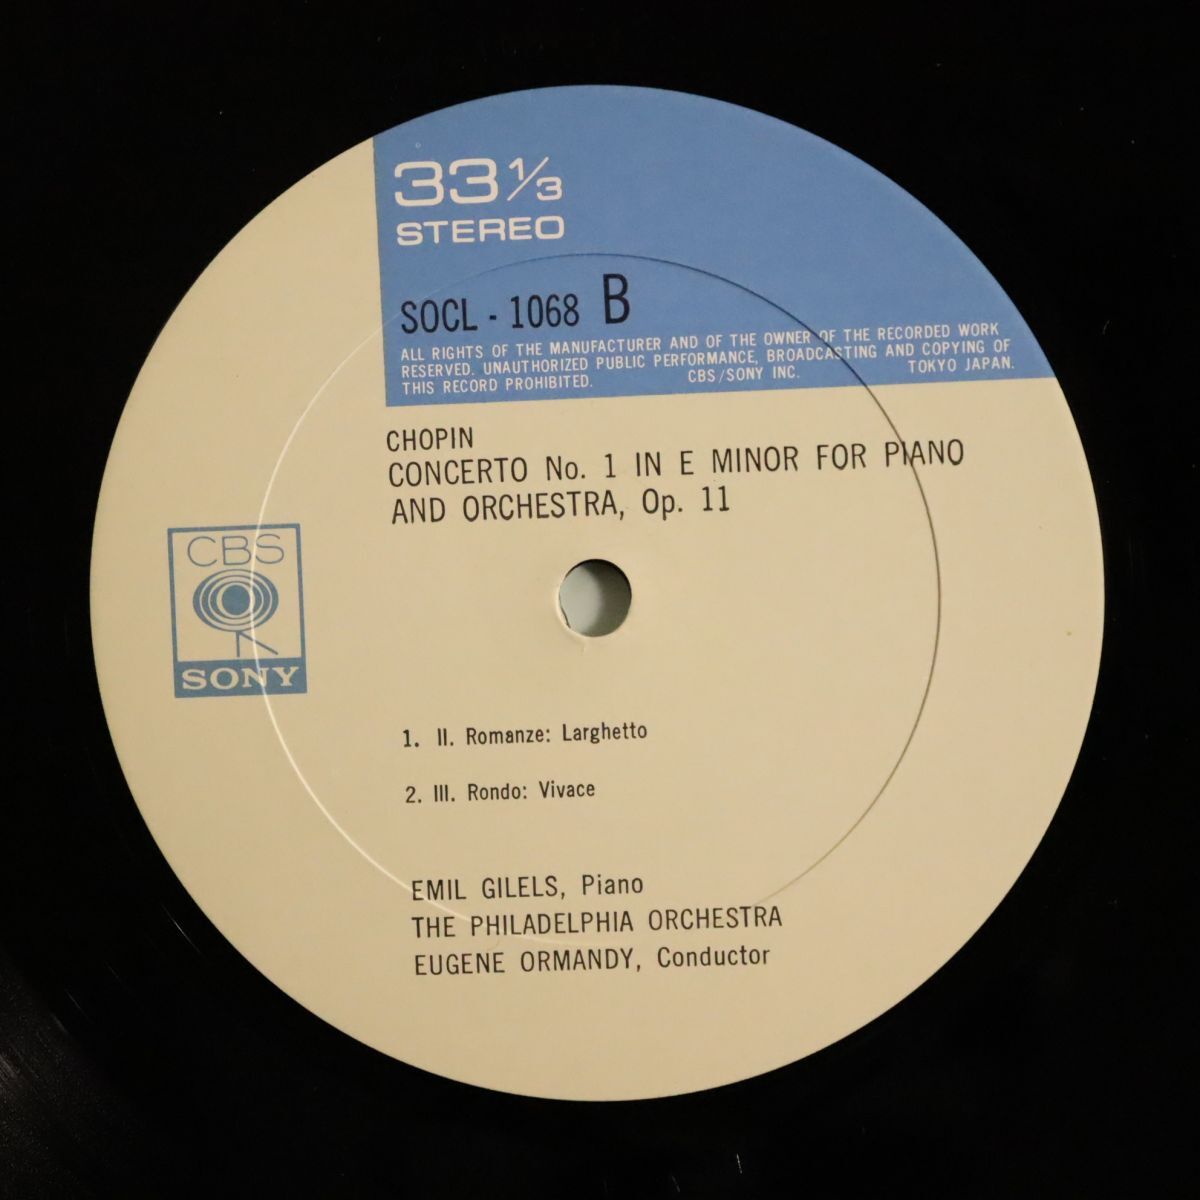 33 1/3
STEREO
SOCL - 1068 B
ALL RIGHTS OF THE MANUFACTURER AND OF THE OWNER OF THE RECORDED WORK
RESERVED. UNAUTHORIZED PUBLIC PERFORMANCE, BROADCASTING AND COPYING OF
THIS RECORD PROHIBITED. CBS/SONY INC. TOKYO JAPAN.
CHOPIN
CONCERTO No. 1 IN E MINOR FOR PIANO
AND ORCHESTRA, Op. 11
CBS
SONY
1. II. Romanze: Larghetto
2. III. Rondo: Vivace
EMIL GILELS, Piano
THE PHILADELPHIA ORCHESTRA
EUGENE ORMANDY, Conductor